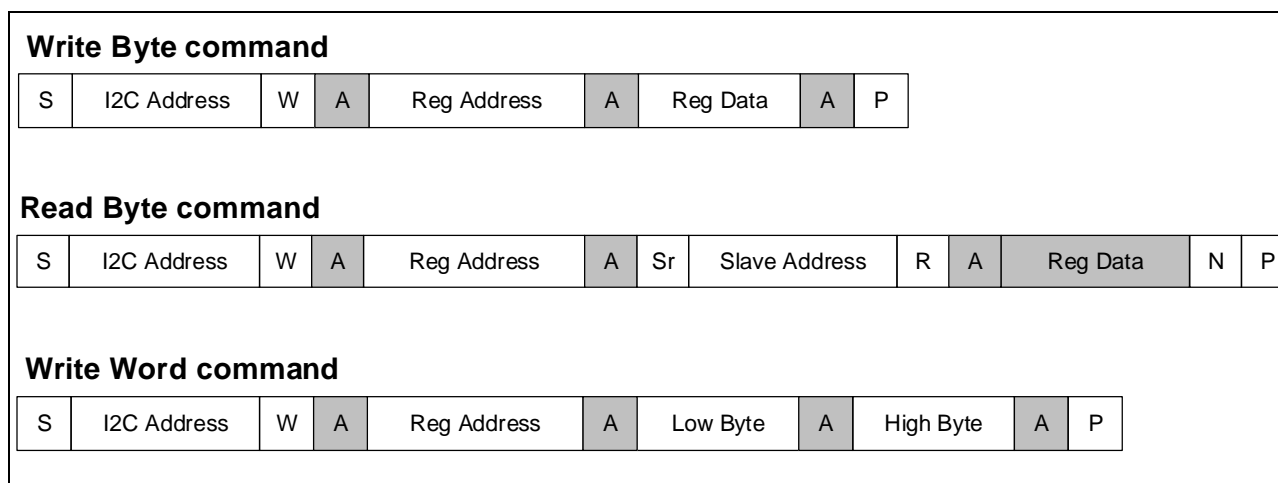 Write Byte command
S I2C Address W A Reg Address A Reg Data A P
Read Byte command
S I2C Address W A Reg Address A Sr Slave Address R A Reg Data N P
Write Word command
S I2C Address W A Reg Address A Low Byte A High Byte A P